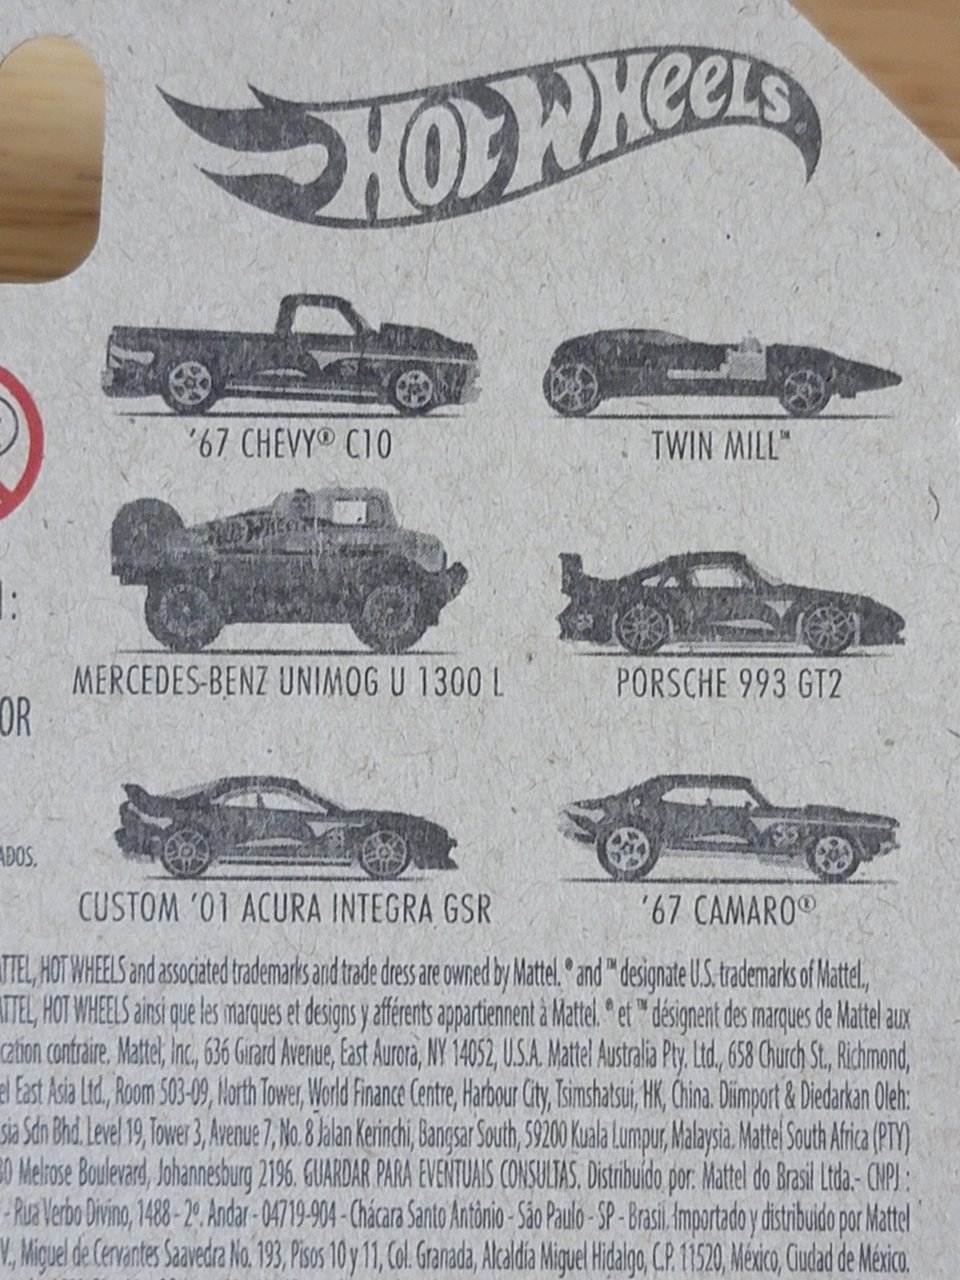 HOT WHEELS
'67 CHEVY® C10
TWIN MILL™
MERCEDES-BENZ UNIMOG U 1300 L
PORSCHE 993 GT2
OR
ADOS.
CUSTOM '01 ACURA INTEGRA GSR
'67 CAMARO®
ATTEL, HOT WHEELS and associated trademarks and trade dress are owned by Mattel. ® and ™ designate U.S. trademarks of Mattel,
ATTEL, HOT WHEELS ainsi que les marques et designs y afférents appartiennent à Mattel. ® et ™ désignent des marques de Mattel aux
cation contraire. Mattel, Inc., 636 Girard Avenue, East Aurora, NY 14052, U.S.A. Mattel Australia Pty. Ltd., 658 Church St., Richmond,
el East Asia Ltd., Room 503-09, North Tower, World Finance Centre, Harbour City, Tsimshatsui, HK, China. Diimport & Diedarkan Oleh:
sia Sdn Bhd. Level 19, Tower 3, Avenue 7, No. 8 Jalan Kerinchi, Bangsar South, 59200 Kuala Lumpur, Malaysia. Mattel South Africa (PTY)
30 Melrose Boulevard, Johannesburg 2196. GUARDAR PARA EVENTUAIS CONSULTAS. Distribuído por: Mattel do Brasil Ltda.- CNPJ :
- Rua Verbo Divino, 1488 - 2º. Andar - 04719-904 - Chácara Santo Antônio - São Paulo - SP - Brasil. Importado y distribuido por Mattel
V., Miguel de Cervantes Saavedra No. 193, Pisos 10 y 11, Col. Granada, Alcaldía Miguel Hidalgo, C.P. 11520, México, Ciudad de México.